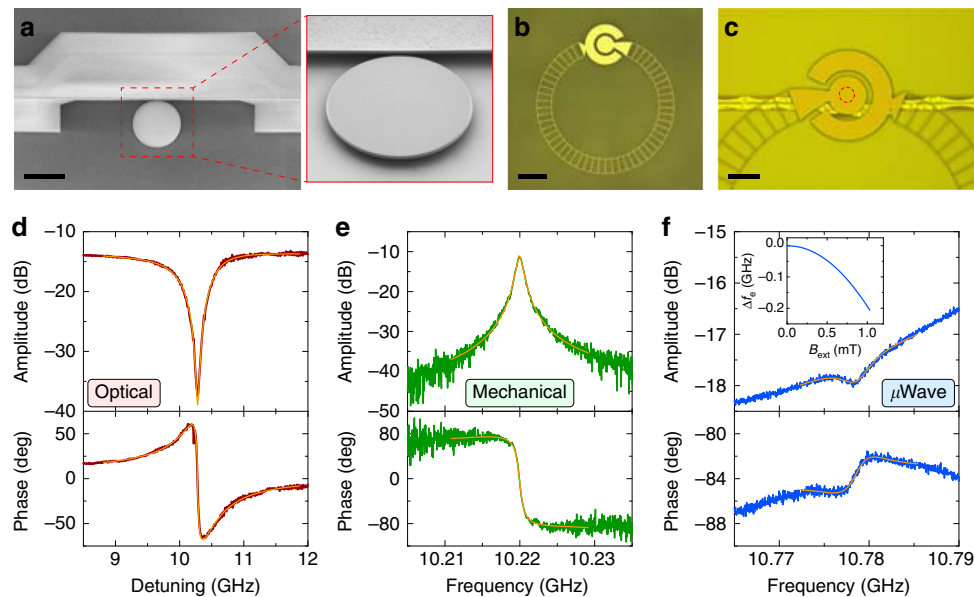 a
b
c
d
e
f
−10
−20
−30
−40
Amplitude (dB)
Optical
50
0
−50
Phase (deg)
9
10
11
12
Detuning (GHz)
−10
−20
−30
−40
−50
Amplitude (dB)
Mechanical
80
0
−80
Phase (deg)
10.21
10.22
10.23
Frequency (GHz)
−15
−16
−17
−18
Amplitude (dB)
0.0
−0.1
−0.2
Δfe (GHz)
0.0
0.5
1.0
Bext (mT)
μWave
−80
−84
−88
Phase (deg)
10.77
10.78
10.79
Frequency (GHz)